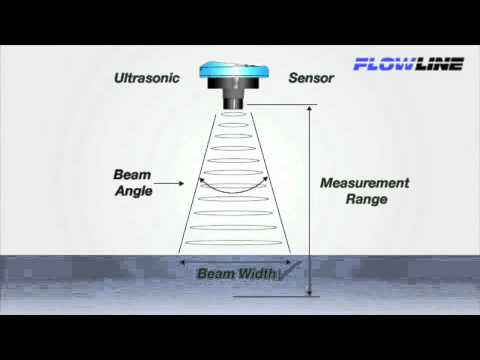 FLOWLINE
Ultrasonic Sensor
Beam
Angle
Measurement
Range
Beam Width